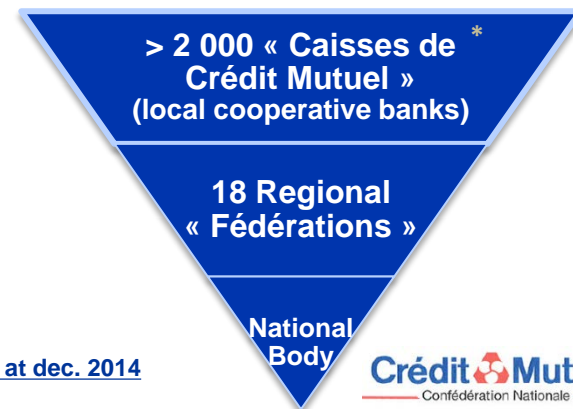 > 2 000 « Caisses de *
Crédit Mutuel »
(local cooperative banks)
18 Regional
« Fédérations »
National
Body
at dec. 2014
Crédit Mut
Confédération Nationale